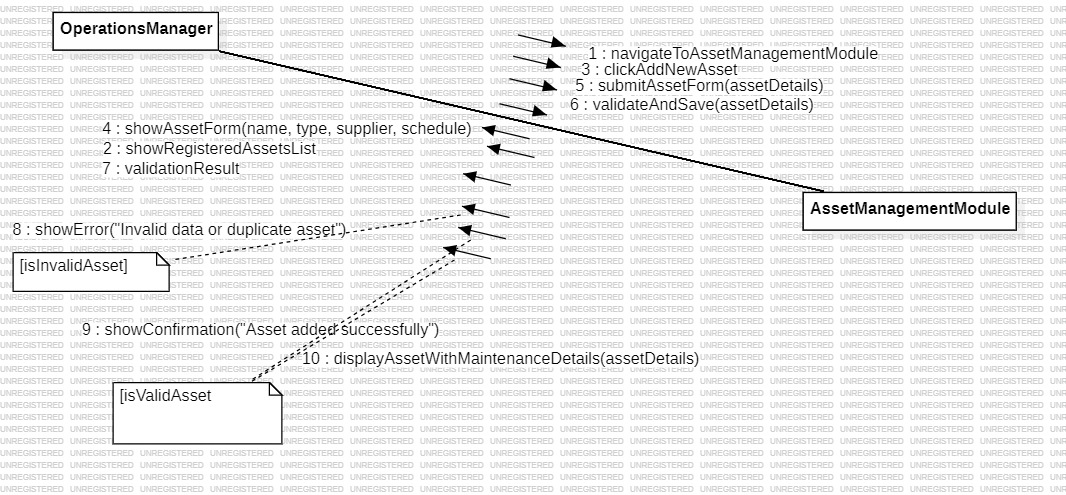 OperationsManager
1 : navigateToAssetManagementModule
3 : clickAddNewAsset
5 : submitAssetForm(assetDetails)
6 : validateAndSave(assetDetails)
4 : showAssetForm(name, type, supplier, schedule)
2 : showRegisteredAssetsList
7 : validationResult
AssetManagementModule
8 : showError("Invalid data or duplicate asset")
[isInvalidAsset]
9 : showConfirmation("Asset added successfully")
10 : displayAssetWithMaintenanceDetails(assetDetails)
[isValidAsset
UNREGISTERED